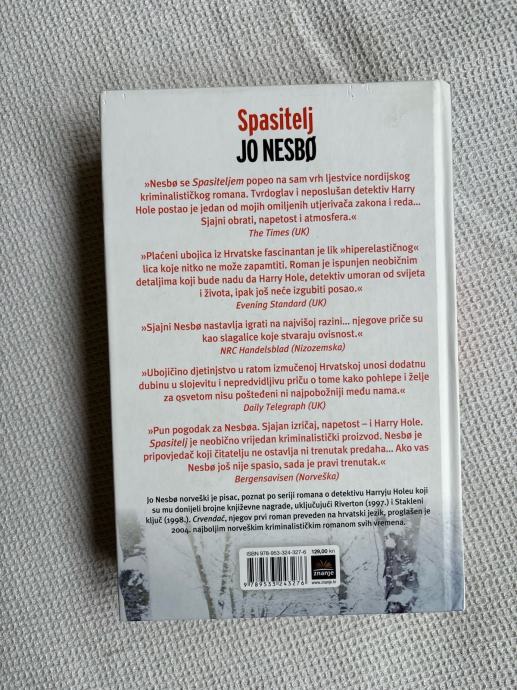 Spasitelj
JO NESBØ
»Nesbø se Spasiteljem popeo na sam vrh ljestvice nordijskog
kriminalističkog romana. Tvrdoglav i neposlušan detektiv Harry
Hole postao je jedan od mojih omiljenih utjerivača zakona i reda...
Sjajni obrati, napetost i atmosfera.«
The Times (UK)
»Plaćeni ubojica iz Hrvatske fascinantan je lik »hiperelastičnog«
lica koje nitko ne može zapamtiti. Roman je ispunjen neobičnim
detaljima koji bude nadu da Harry Hole, detektiv umoran od svijeta
i života, ipak još neće izgubiti posao.«
Evening Standard (UK)
»Sjajni Nesbø nastavlja igrati na najvišoj razini... njegove priče su
kao slagalice koje stvaraju ovisnost.«
NRC Handelsblad (Nizozemska)
»Ubojičino djetinjstvo u ratom izmučenoj Hrvatskoj unosi dodatnu
dubinu u slojevitu i nepredvidljivu priču o tome kako pohlepe i želje
za osvetom nisu pošteđeni ni najpobožniji među nama.«
Daily Telegraph (UK)
»Pun pogodak za Nesbøa. Sjajan izričaj, napetost – i Harry Hole.
Spasitelj je neobično vrijedan kriminalistički proizvod. Nesbø je
pripovjedač koji čitatelju ne ostavlja ni trenutak predaha... Ako vas
Nesbø još nije spasio, sada je pravi trenutak.«
Bergensavisen (Norveška)
Jo Nesbø norveški je pisac, poznat po seriji romana o detektivu Harryju Holeu koji
su mu donijeli brojne književne nagrade, uključujući Riverton (1997.) i Stakleni
ključ (1998.). Crvendać, njegov prvi roman preveden na hrvatski jezik, proglašen je
2004. najboljim norveškim kriminalističkim romanom svih vremena.
ISBN 978-953-324-327-6
129,00 kn
9 789533 243276
znanje
www.znanje.hr